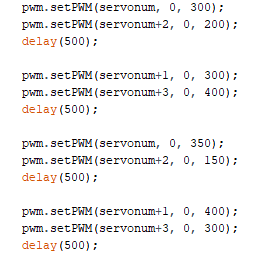 pwm.setPWM(servonum, 0, 300);
pwm.setPWM(servonum+2, 0, 200);
delay(500);

pwm.setPWM(servonum+1, 0, 300);
pwm.setPWM(servonum+3, 0, 400);
delay(500);

pwm.setPWM(servonum, 0, 350);
pwm.setPWM(servonum+2, 0, 150);
delay(500);

pwm.setPWM(servonum+1, 0, 400);
pwm.setPWM(servonum+3, 0, 300);
delay(500);